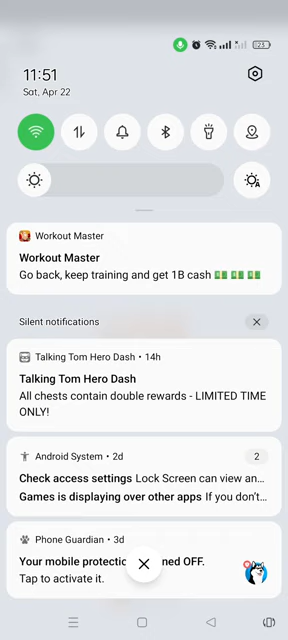 23
11:51
Sat, Apr 22
A
Workout Master
Workout Master
Go back, keep training and get 1B cash 💵 💵 💵
Silent notifications
Talking Tom Hero Dash • 14h
Talking Tom Hero Dash
All chests contain double rewards - LIMITED TIME
ONLY!
Android System • 2d
2
Check access settings Lock Screen can view an...
Games is displaying over other apps If you don't...
Phone Guardian • 3d
Your mobile OFF.
Tap to activate it.